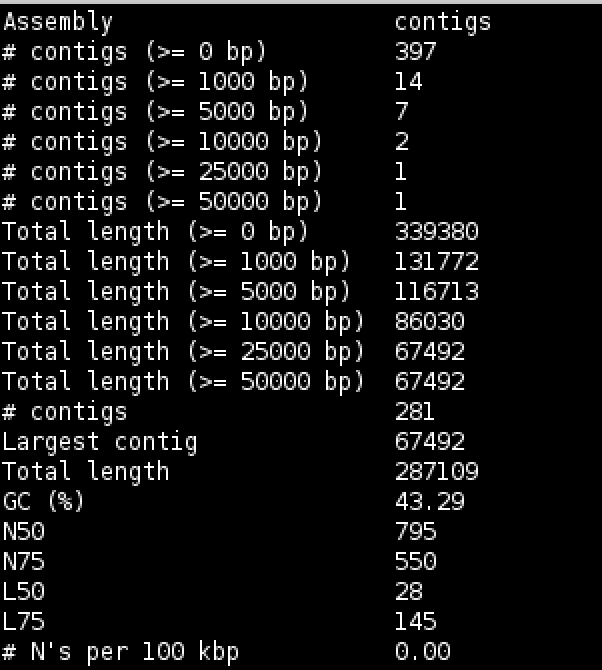 Assembly contigs
# contigs (>= 0 bp) 397
# contigs (>= 1000 bp) 14
# contigs (>= 5000 bp) 7
# contigs (>= 10000 bp) 2
# contigs (>= 25000 bp) 1
# contigs (>= 50000 bp) 1
Total length (>= 0 bp) 339380
Total length (>= 1000 bp) 131772
Total length (>= 5000 bp) 116713
Total length (>= 10000 bp) 86030
Total length (>= 25000 bp) 67492
Total length (>= 50000 bp) 67492
# contigs 281
Largest contig 67492
Total length 287109
GC (%) 43.29
N50 795
N75 550
L50 28
L75 145
# N's per 100 kbp 0.00